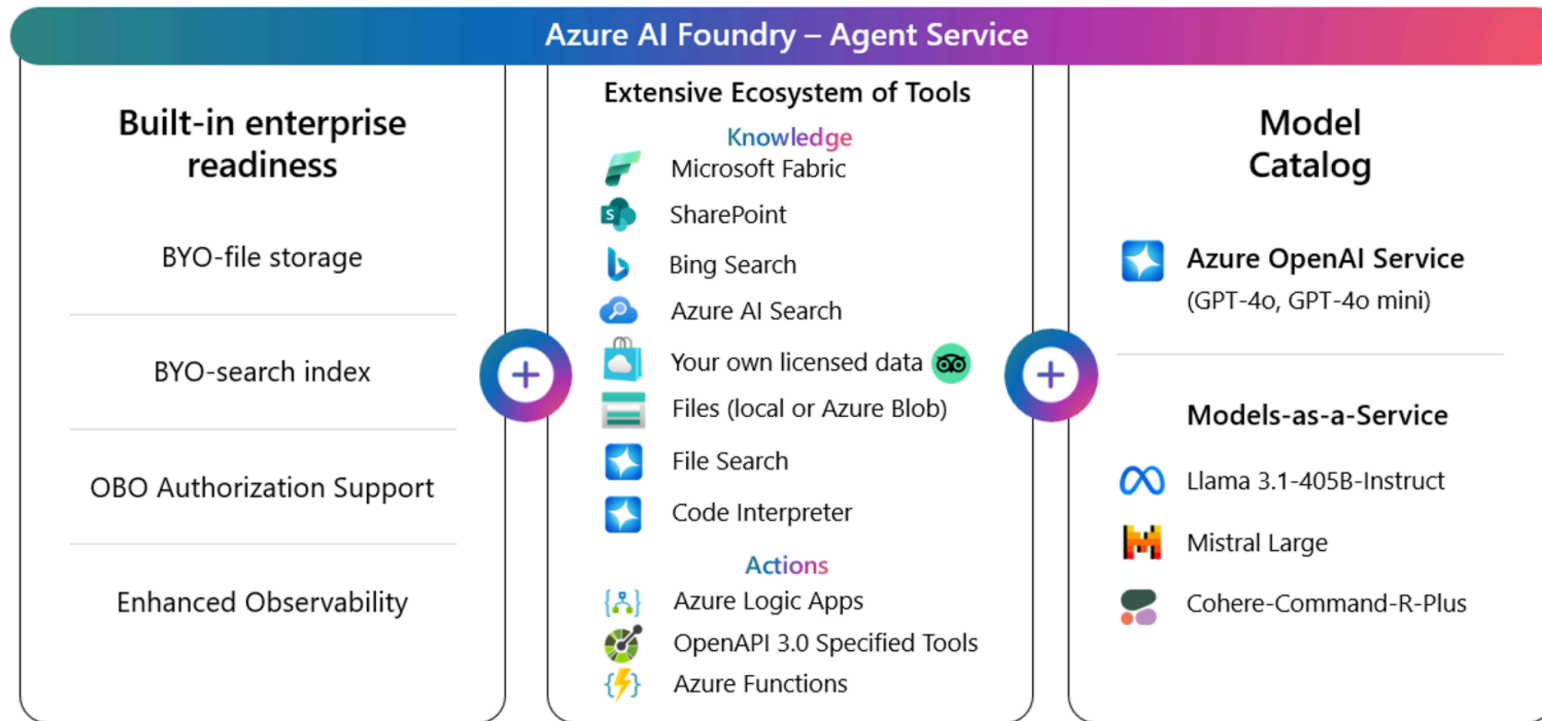 Azure AI Foundry – Agent Service
Built-in enterprise
readiness
BYO-file storage
BYO-search index
OBO Authorization Support
Enhanced Observability
Extensive Ecosystem of Tools
Knowledge
Microsoft Fabric
SharePoint
Bing Search
Azure AI Search
Your own licensed data
Files (local or Azure Blob)
File Search
Code Interpreter
Actions
Azure Logic Apps
OpenAPI 3.0 Specified Tools
Azure Functions
Model
Catalog
Azure OpenAI Service
(GPT-4o, GPT-4o mini)
Models-as-a-Service
Llama 3.1-405B-Instruct
Mistral Large
Cohere-Command-R-Plus